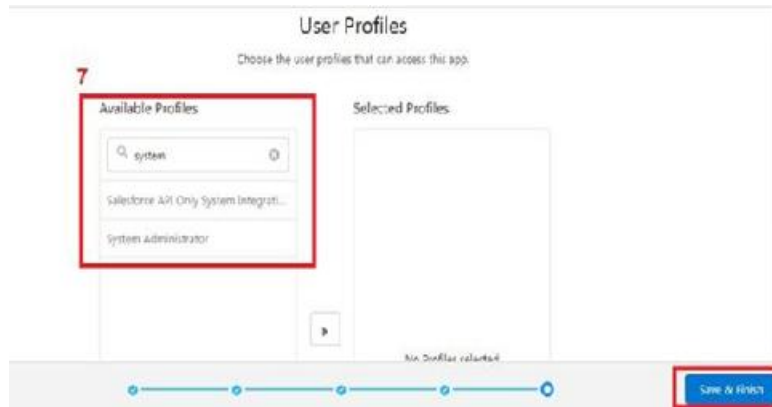 User Profiles
Choose the user profiles that can access this app.
7
Available Profiles
Selected Profiles
system
Salesforce API Only System Integrati...
System Administrator
No Profiles selected
Save & Finish